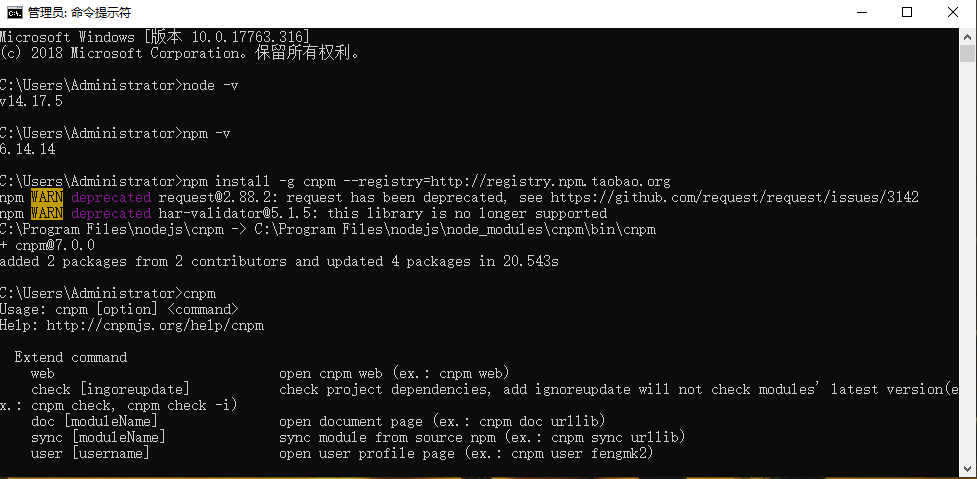 管理员: 命令提示符
Microsoft Windows [版本 10.0.17763.316]
(c) 2018 Microsoft Corporation。保留所有权利。
C:\Users\Administrator>node -v
v14.17.5
C:\Users\Administrator>npm -v
6.14.14
C:\Users\Administrator>npm install -g cnpm --registry=http://registry.npm.taobao.org
npm WARN deprecated request@2.88.2: request has been deprecated, see https://github.com/request/request/issues/3142
npm WARN deprecated har-validator@5.1.5: this library is no longer supported
C:\Program Files\nodejs\cnpm -> C:\Program Files\nodejs\node_modules\cnpm\bin\cnpm
+ cnpm@7.0.0
added 2 packages from 2 contributors and updated 4 packages in 20.543s
C:\Users\Administrator>cnpm
Usage: cnpm [option] <command>
Help: http://cnpmjs.org/help/cnpm
Extend command
web open cnpm web (ex.: cnpm web)
check [ingoreupdate] check project dependencies, add ignoreupdate will not check modules' latest version(e
x.: cnpm check, cnpm check -i)
doc [moduleName] open document page (ex.: cnpm doc urllib)
sync [moduleName] sync module from source npm (ex.: cnpm sync urllib)
user [username] open user profile page (ex.: cnpm user fengmk2)